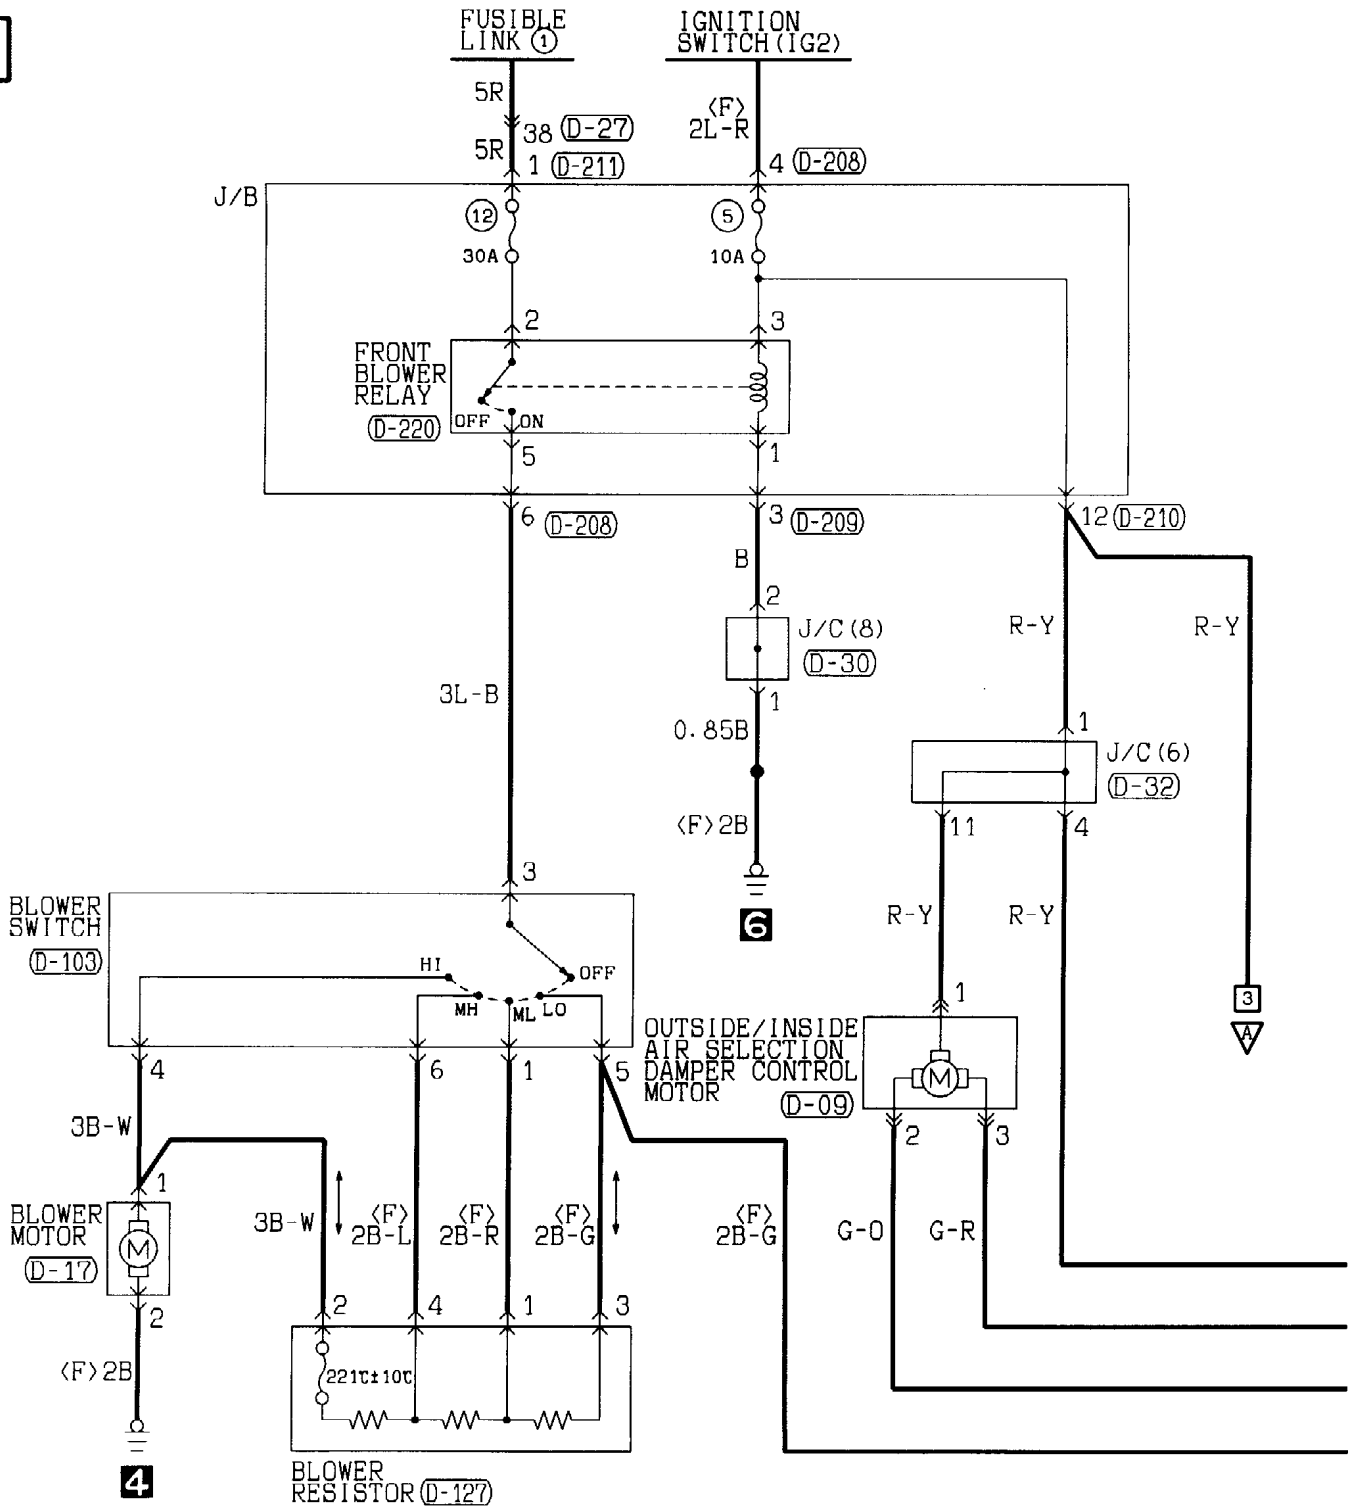 FUSIBLE
LINK ①
IGNITION
SWITCH(IG2)
5R
<F>
2L-R
38 (D-27)
5R
1 (D-211)
4 (D-208)
J/B
12
30A
5
10A
2
3
FRONT
BLOWER
RELAY
(D-220)
OFF
ON
5
1
6 (D-208)
3 (D-209)
12 (D-210)
B
2
J/C(8)
(D-30)
R-Y
R-Y
3L-B
1
0.85B
1
J/C(6)
(D-32)
<F>2B
11
4
3
6
BLOWER
SWITCH
(D-103)
R-Y
R-Y
HI
OFF
MH
ML
LO
3
A
1
OUTSIDE/INSIDE
AIR SELECTION
DAMPER CONTROL
MOTOR
(D-09)
M
4
6
1
5
2
3
3B-W
1
BLOWER
MOTOR
(D-17)
M
3B-W
<F>
2B-L
<F>
2B-R
<F>
2B-G
<F>
2B-G
G-O
G-R
2
2
4
1
3
<F>2B
221℃±10℃
4
BLOWER
RESISTOR (D-127)